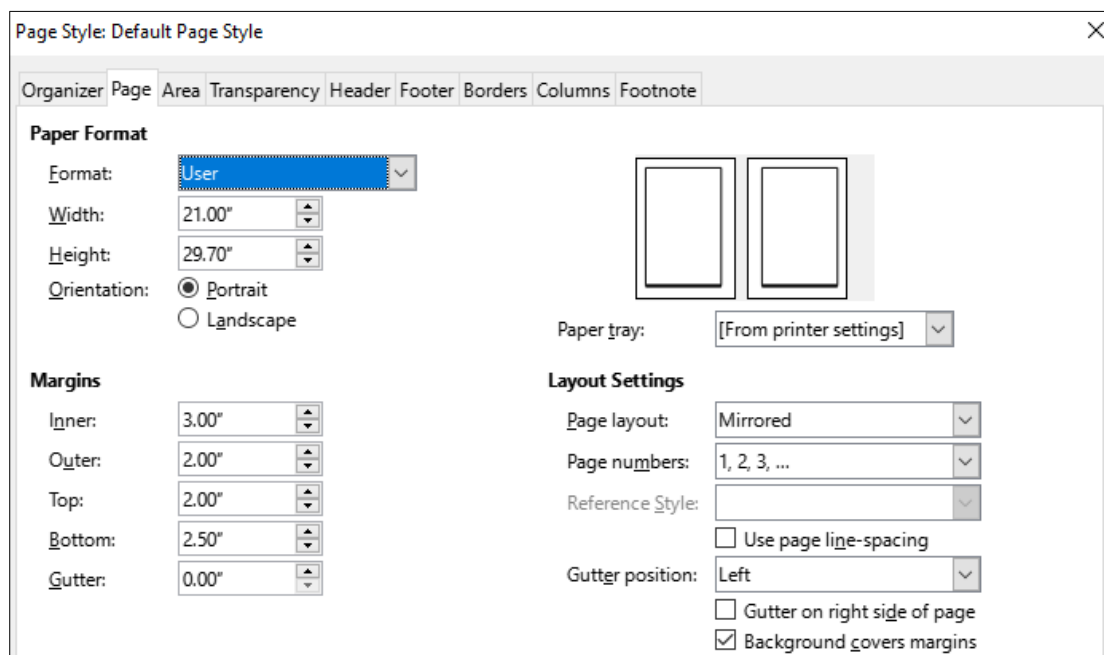 Page Style: Default Page Style
Organizer Page Area Transparency Header Footer Borders Columns Footnote
Paper Format
Format: User
Width: 21.00″
Height: 29.70″
Orientation: Portrait
Landscape
Paper tray: [From printer settings]
Margins
Inner: 3.00″
Outer: 2.00″
Top: 2.00″
Bottom: 2.50″
Gutter: 0.00″
Layout Settings
Page layout: Mirrored
Page numbers: 1, 2, 3, ...
Reference Style:
Use page line-spacing
Gutter position: Left
Gutter on right side of page
Background covers margins